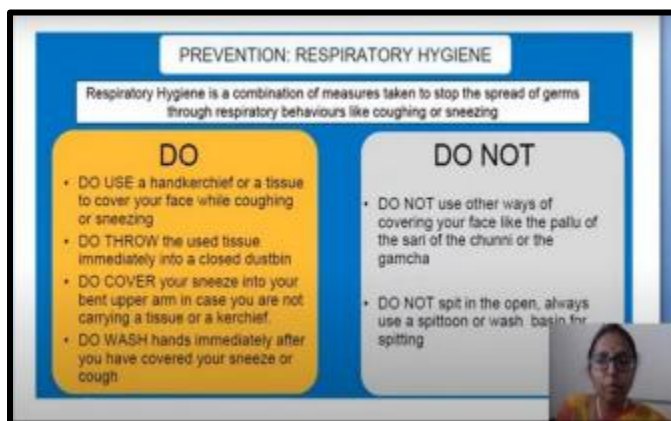 PREVENTION: RESPIRATORY HYGIENE
Respiratory Hygiene is a combination of measures taken to stop the spread of germs
through respiratory behaviours like coughing or sneezing
DO
• DO USE a handkerchief or a tissue
to cover your face while coughing
or sneezing
• DO THROW the used tissue
immediately into a closed dustbin
• DO COVER your sneeze into your
bent upper arm in case you are not
carrying a tissue or a kerchief.
• DO WASH hands immediately after
you have covered your sneeze or
cough
DO NOT
• DO NOT use other ways of
covering your face like the pallu of
the sari of the chunni or the
gamcha
• DO NOT spit in the open, always
use a spittoon or wash basin for
spitting